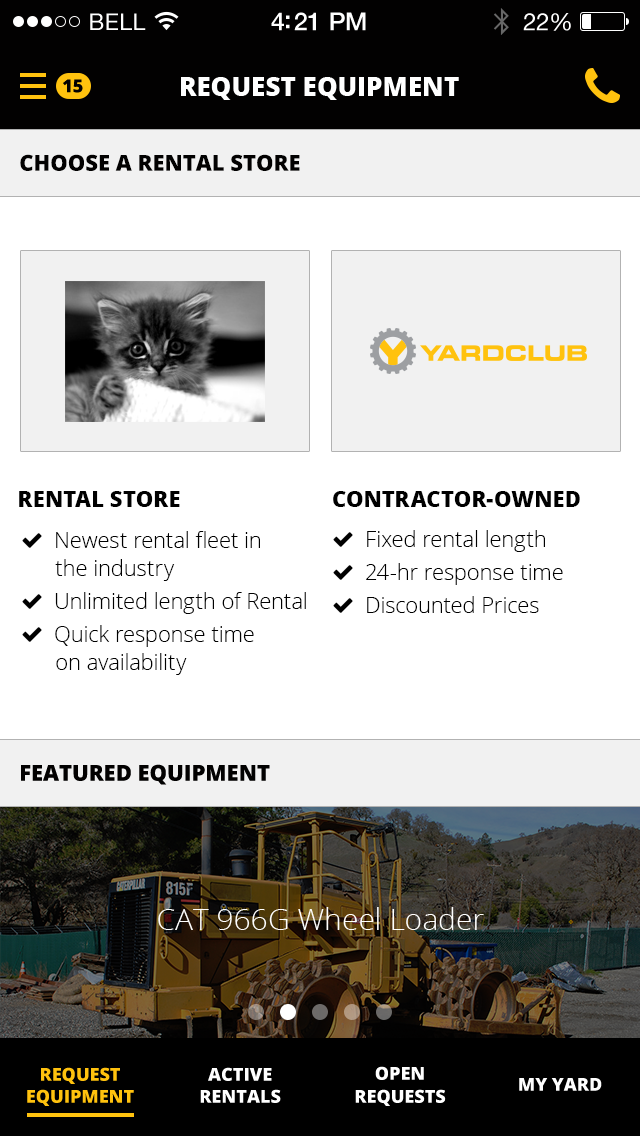 BELL 4:21 PM 22%
15 REQUEST EQUIPMENT
CHOOSE A RENTAL STORE
Y YARDCLUB
RENTAL STORE
Newest rental fleet in
the industry
Unlimited length of Rental
Quick response time
on availability
CONTRACTOR-OWNED
Fixed rental length
24-hr response time
Discounted Prices
FEATURED EQUIPMENT
CATERPILLAR
815F
CAT 966G Wheel Loader
REQUEST
EQUIPMENT
ACTIVE
RENTALS
OPEN
REQUESTS
MY YARD